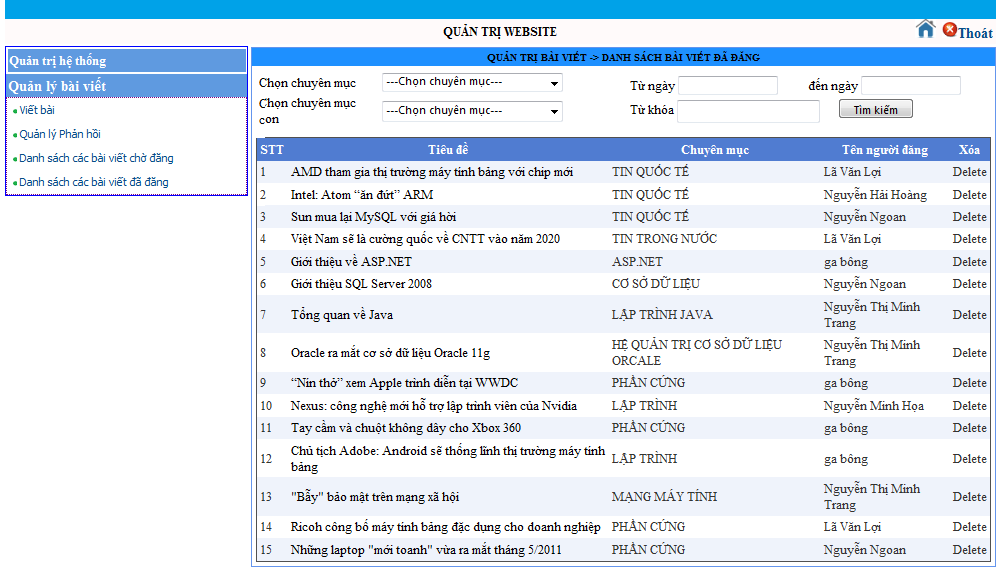 QUẢN TRỊ WEBSITE
Thoát
Quản trị hệ thống
Quản lý bài viết
Viết bài
Quản lý Phản hồi
Danh sách các bài viết chờ đăng
Danh sách các bài viết đã đăng
QUẢN TRỊ BÀI VIẾT -> DANH SÁCH BÀI VIẾT ĐÃ ĐĂNG
Chọn chuyên mục ---Chọn chuyên mục--- Từ ngày đến ngày
Chọn chuyên mục
con ---Chọn chuyên mục--- Từ khóa Tìm kiếm
STT Tiêu đề Chuyên mục Tên người đăng Xóa
1 AMD tham gia thị trường máy tính bảng với chip mới TIN QUỐC TẾ Lã Văn Lợi Delete
2 Intel: Atom “ăn đứt” ARM TIN QUỐC TẾ Nguyễn Hải Hoàng Delete
3 Sun mua lại MySQL với giá hời TIN QUỐC TẾ Nguyễn Ngoan Delete
4 Việt Nam sẽ là cường quốc về CNTT vào năm 2020 TIN TRONG NƯỚC Lã Văn Lợi Delete
5 Giới thiệu về ASP.NET ASP.NET ga bông Delete
6 Giới thiệu SQL Server 2008 CƠ SỞ DỮ LIỆU Nguyễn Ngoan Delete
7 Tổng quan về Java LẬP TRÌNH JAVA Nguyễn Thị Minh
Trang Delete
8 Oracle ra mắt cơ sở dữ liệu Oracle 11g HỆ QUẢN TRỊ CƠ SỞ DỮ LIỆU
ORCALE Nguyễn Thị Minh
Trang Delete
9 “Nín thở” xem Apple trình diễn tại WWDC PHẦN CỨNG ga bông Delete
10 Nexus: công nghệ mới hỗ trợ lập trình viên của Nvidia LẬP TRÌNH Nguyễn Minh Họa Delete
11 Tay cầm và chuột không dây cho Xbox 360 PHẦN CỨNG ga bông Delete
12 Chủ tịch Adobe: Android sẽ thống lĩnh thị trường máy tính
bảng LẬP TRÌNH ga bông Delete
13 "Bẫy" bảo mật trên mạng xã hội MẠNG MÁY TÍNH Nguyễn Thị Minh
Trang Delete
14 Ricoh công bố máy tính bảng đặc dụng cho doanh nghiệp PHẦN CỨNG Lã Văn Lợi Delete
15 Những laptop "mới toanh" vừa ra mắt tháng 5/2011 PHẦN CỨNG Nguyễn Ngoan Delete